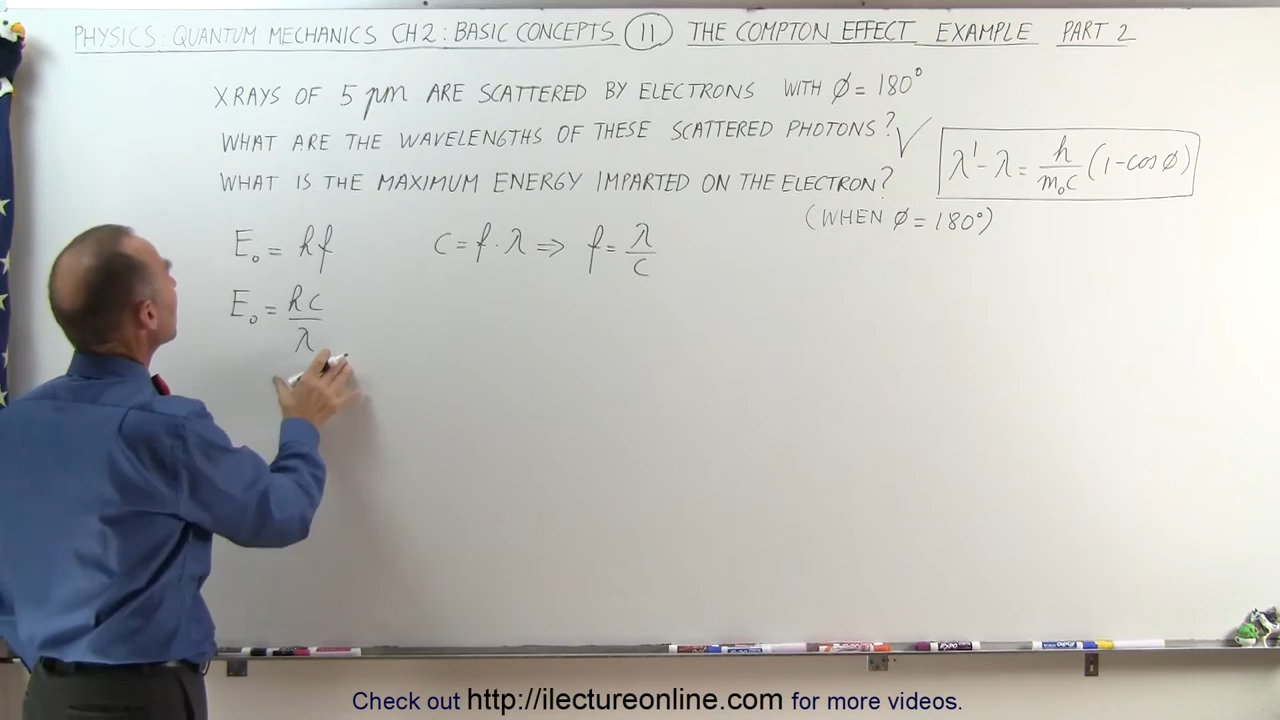 PHYSICS: QUANTUM MECHANICS CH 2: BASIC CONCEPTS 11 THE COMPTON EFFECT EXAMPLE PART 2
XRAYS OF 5 pm ARE SCATTERED BY ELECTRONS WITH ϕ = 180°
WHAT ARE THE WAVELENGTHS OF THESE SCATTERED PHOTONS? ✓
λ' - λ = h/m₀c (1 - cos ϕ)
WHAT IS THE MAXIMUM ENERGY IMPARTED ON THE ELECTRON?
(WHEN ϕ = 180°)
E₀ = hf C = f · λ ⇒ f = λ/c
E₀ = hc/λ
Check out http://ilectureonline.com for more videos.